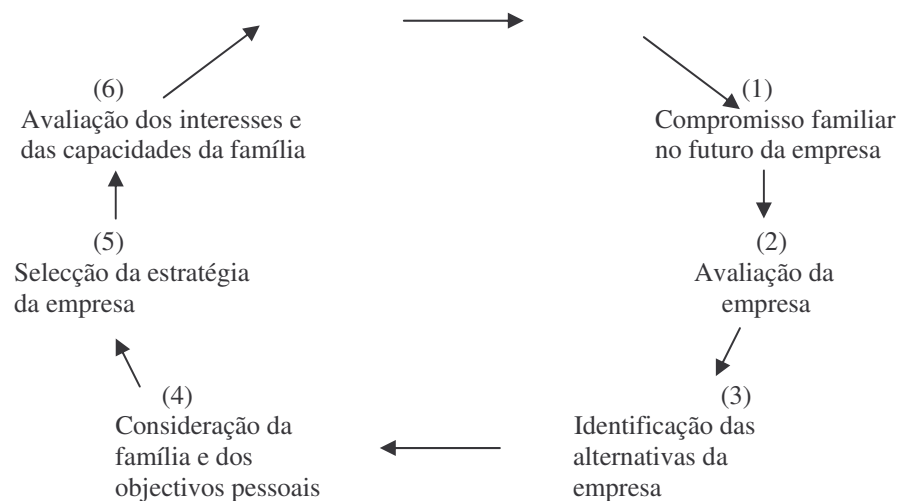 (6)
Avaliação dos interesses e
das capacidades da família
(1)
Compromisso familiar
no futuro da empresa
(5)
Selecção da estratégia
da empresa
(2)
Avaliação da
empresa
(4)
Consideração da
família e dos
objectivos pessoais
(3)
Identificação das
alternativas da
empresa